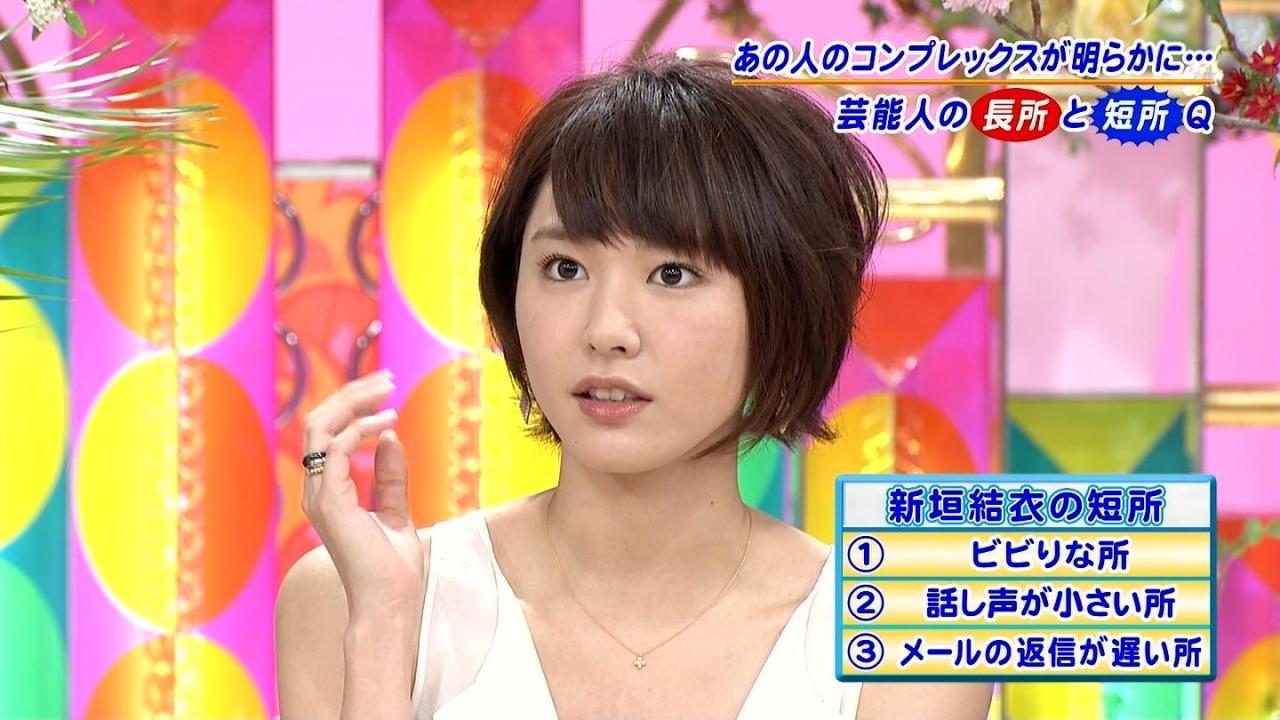 あの人のコンプレックスが明らかに…
芸能人の長所と短所Q
新垣結衣の短所
① ビビりな所
② 話し声が小さい所
③ メールの返信が遅い所